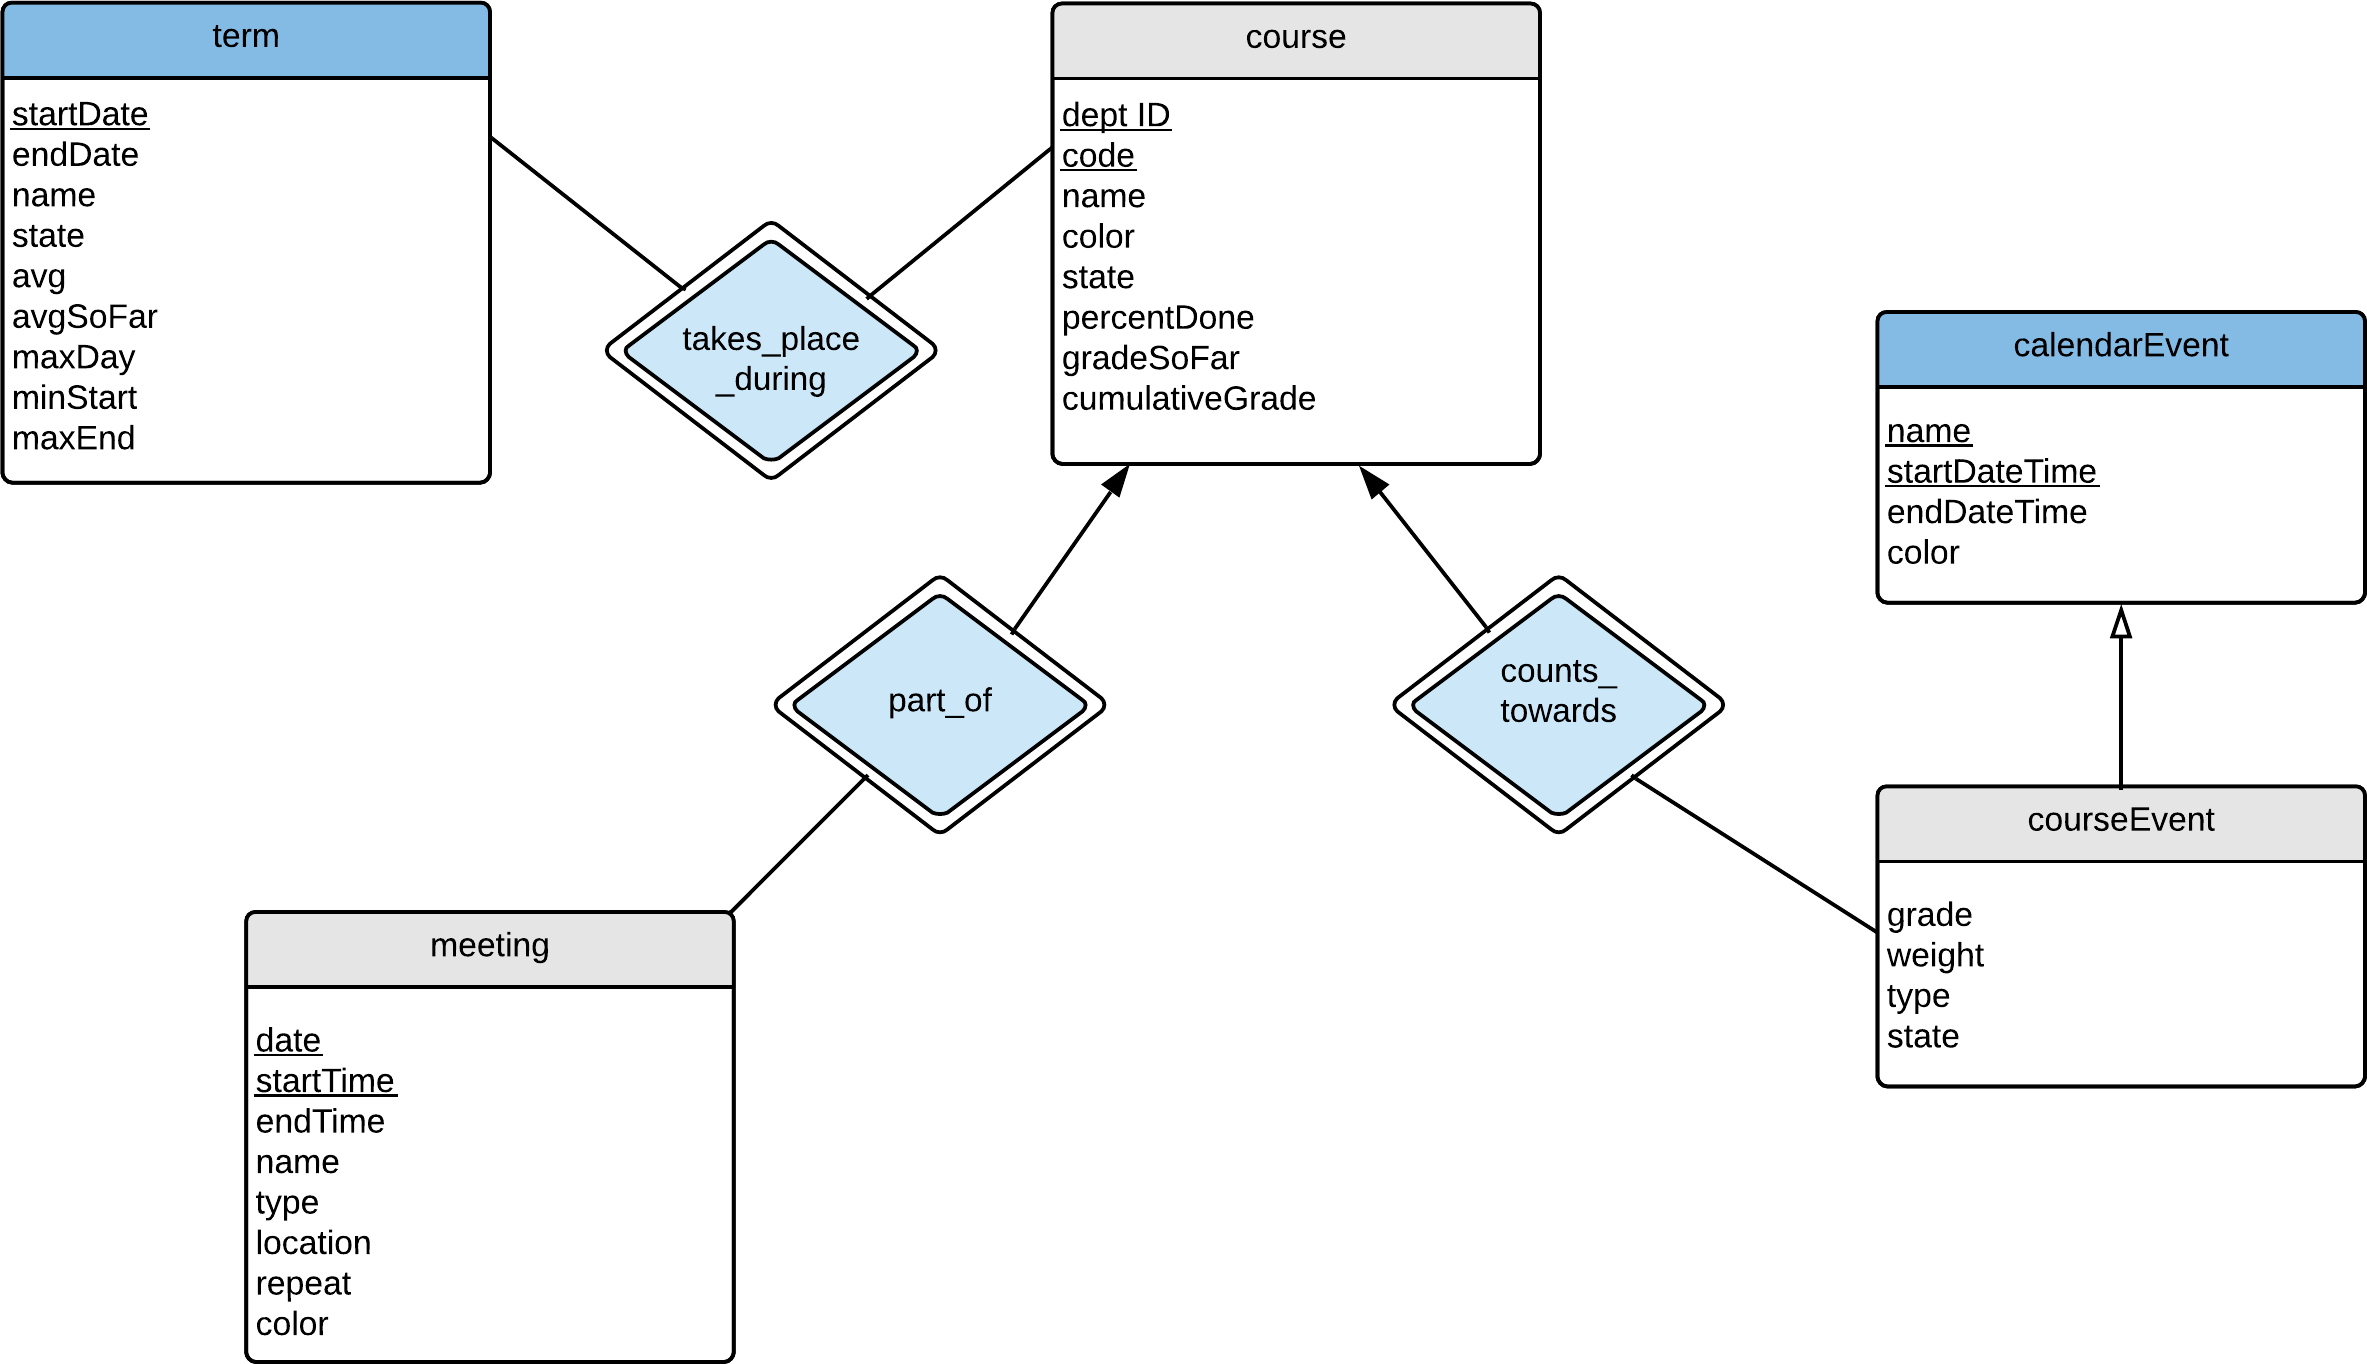 term
startDate
endDate
name
state
avg
avgSoFar
maxDay
minStart
maxEnd
takes_place
_during
course
dept ID
code
name
color
state
percentDone
gradeSoFar
cumulativeGrade
calendarEvent
name
startDateTime
endDateTime
color
part_of
counts_
towards
courseEvent
grade
weight
type
state
meeting
date
startTime
endTime
name
type
location
repeat
color